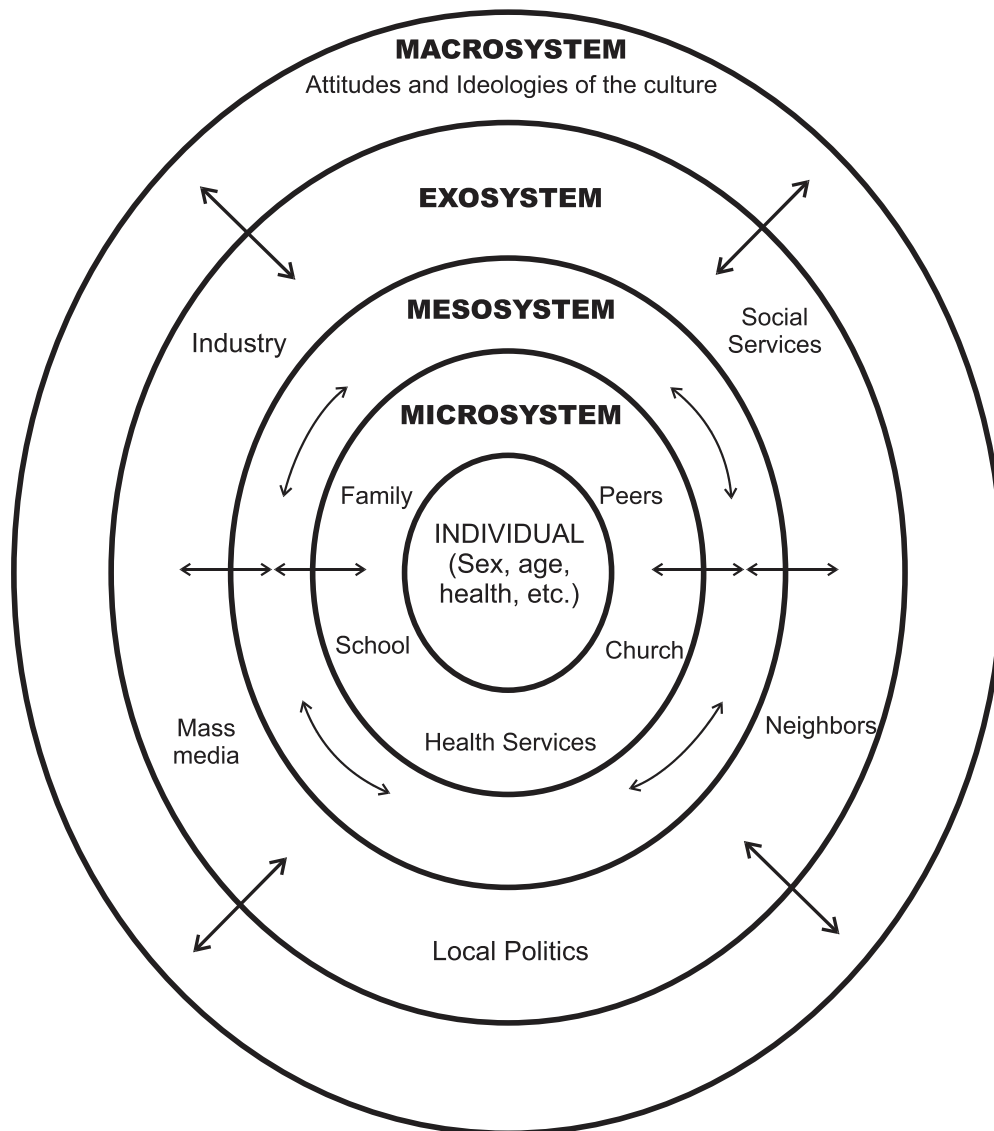 MACROSYSTEM
Attitudes and Ideologies of the culture
EXOSYSTEM
MESOSYSTEM
Industry
Social
Services
MICROSYSTEM
Family
Peers
INDIVIDUAL
(Sex, age,
health, etc.)
School
Church
Mass
media
Health Services
Neighbors
Local Politics